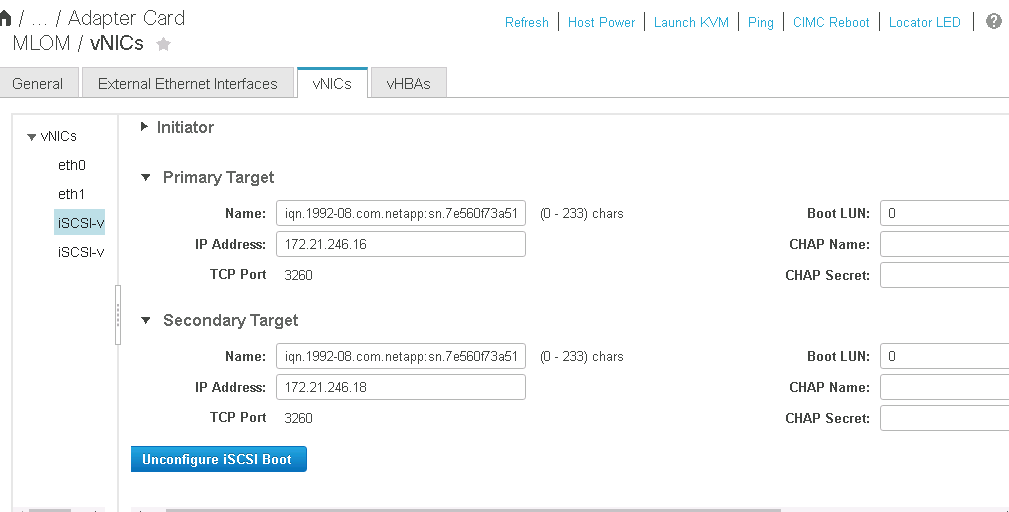 / ... / Adapter Card
MLOM / vNICs
Refresh | Host Power | Launch KVM | Ping | CIMC Reboot | Locator LED | ?
General External Ethernet Interfaces vNICs vHBAs
vNICs
eth0
eth1
iSCSI-v
iSCSI-v
Initiator
Primary Target
Name: iqn.1992-08.com.netapp:sn.7e560f73a51 (0 - 233) chars Boot LUN: 0
IP Address: 172.21.246.16 CHAP Name:
TCP Port 3260 CHAP Secret:
Secondary Target
Name: iqn.1992-08.com.netapp:sn.7e560f73a51 (0 - 233) chars Boot LUN: 0
IP Address: 172.21.246.18 CHAP Name:
TCP Port 3260 CHAP Secret:
Unconfigure iSCSI Boot